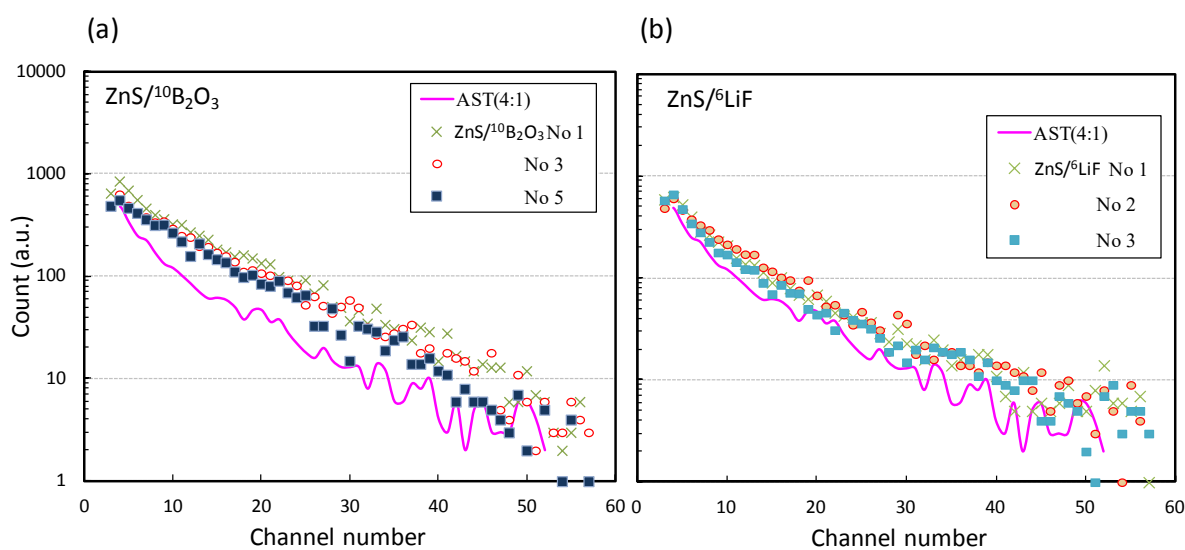 (a)
(b)
ZnS/¹⁰B₂O₃
AST(4:1)
ZnS/¹⁰B₂O₃ No 1
No 3
No 5
10000
1000
100
10
1
Count (a.u.)
0 10 20 30 40 50 60
Channel number
ZnS/⁶LiF
AST(4:1)
ZnS/⁶LiF No 1
No 2
No 3
0 10 20 30 40 50 60
Channel number